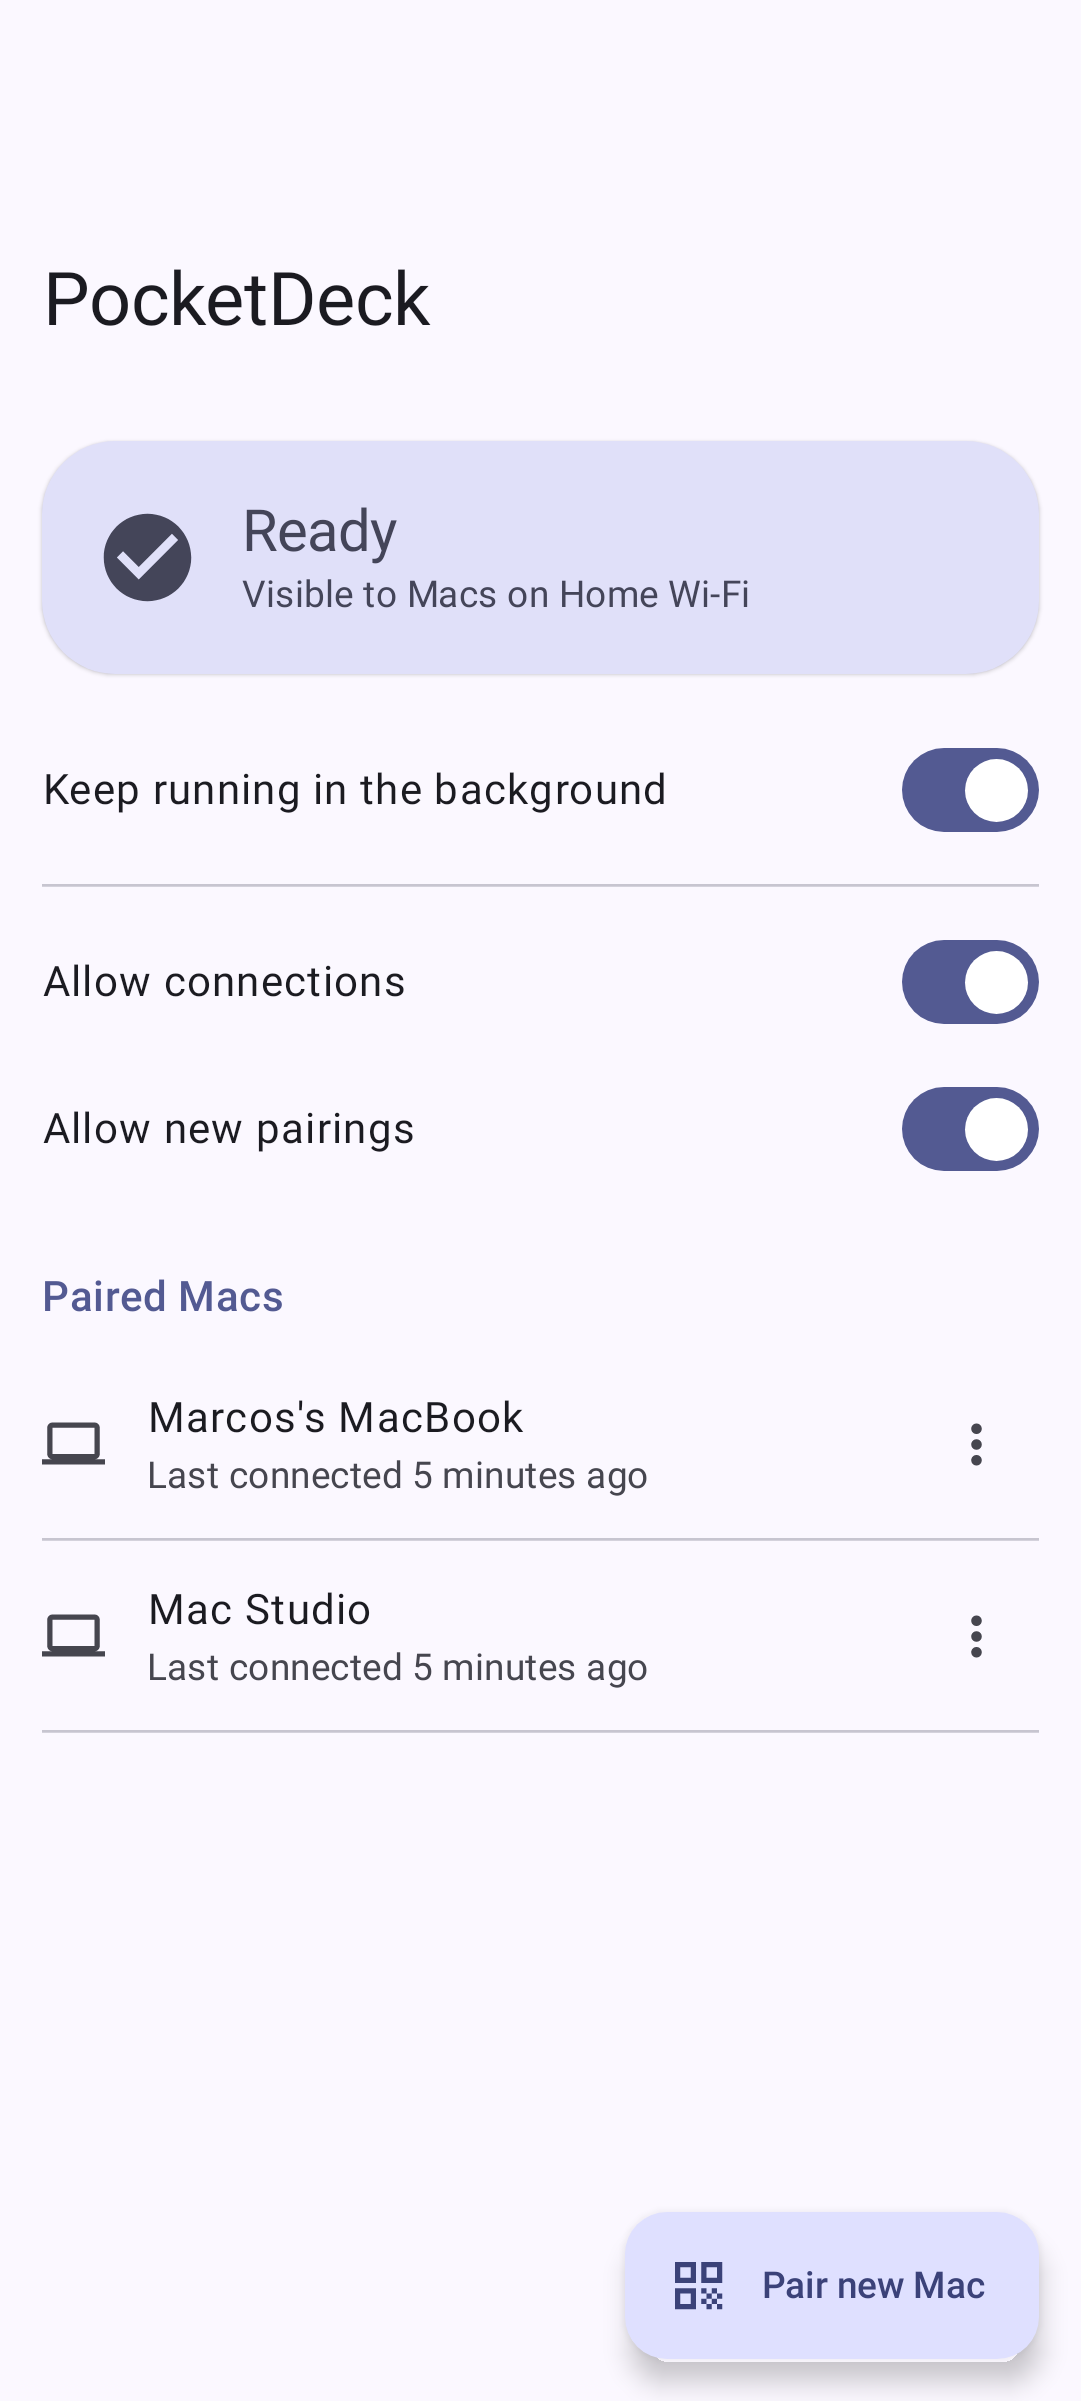 PocketDeck
Ready
Visible to Macs on Home Wi-Fi
Keep running in the background
Allow connections
Allow new pairings
Paired Macs
Marcos's MacBook
Last connected 5 minutes ago
Mac Studio
Last connected 5 minutes ago
Pair new Mac